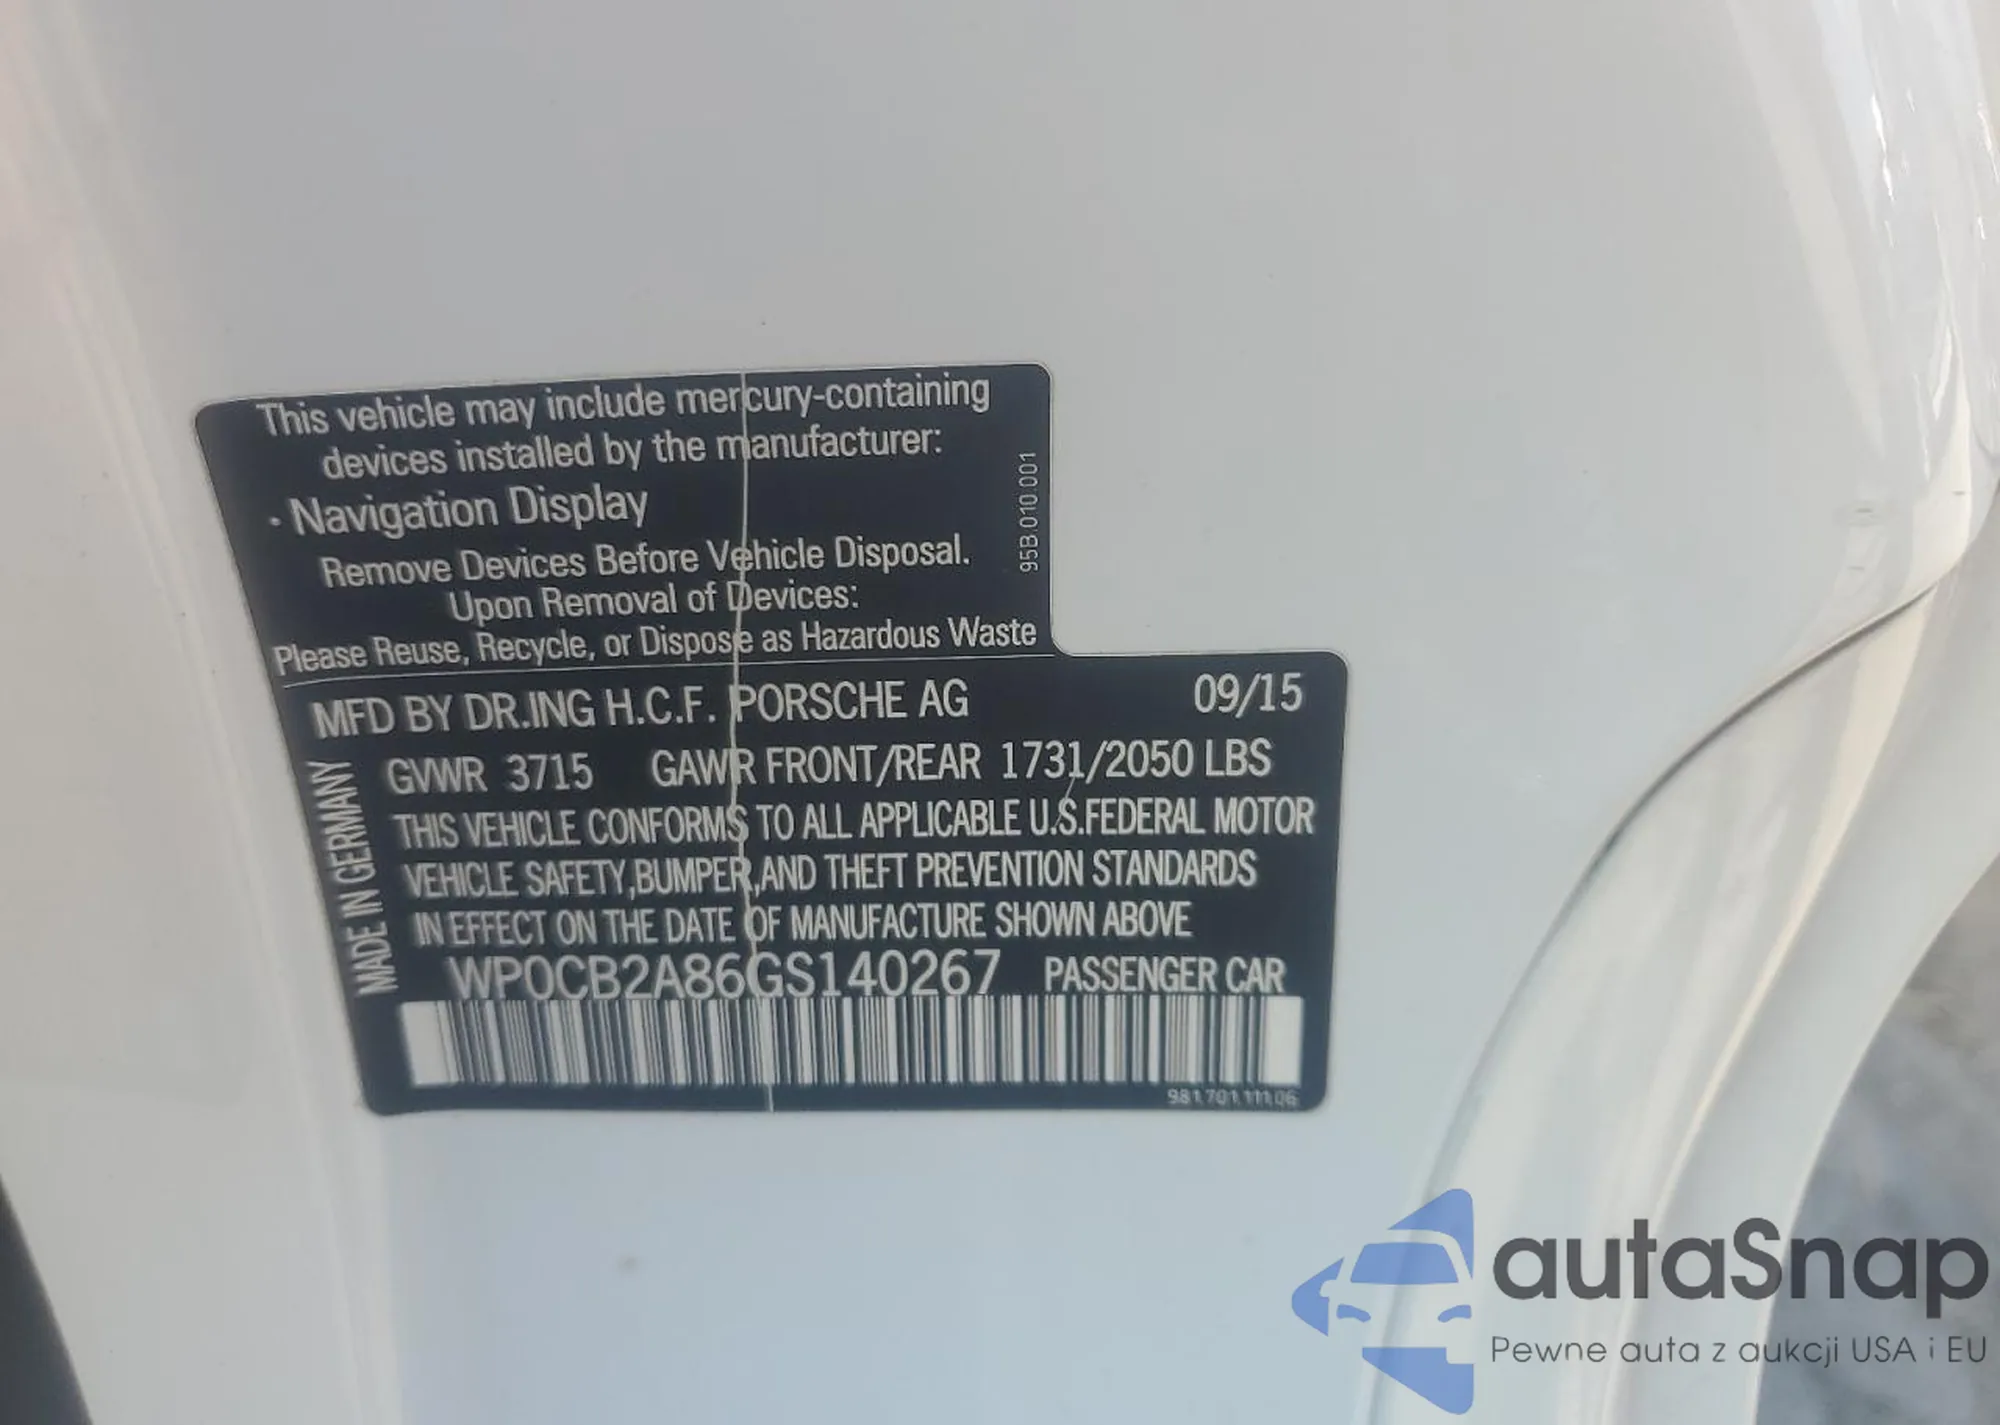 This vehicle may include mercury-containing
devices installed by the manufacturer:
· Navigation Display
Remove Devices Before Vehicle Disposal.
Upon Removal of Devices:
Please Reuse, Recycle, or Dispose as Hazardous Waste
95B.010.001
MFD BY DR.ING H.C.F. PORSCHE AG 09/15
GVWR 3715 GAWR FRONT/REAR 1731/2050 LBS
THIS VEHICLE CONFORMS TO ALL APPLICABLE U.S.FEDERAL MOTOR
VEHICLE SAFETY,BUMPER,AND THEFT PREVENTION STANDARDS
IN EFFECT ON THE DATE OF MANUFACTURE SHOWN ABOVE
MADE IN GERMANY
WP0CB2A86GS140267 PASSENGER CAR
981.701.111.06
autaSnap
Pewne auta z aukcji USA i EU